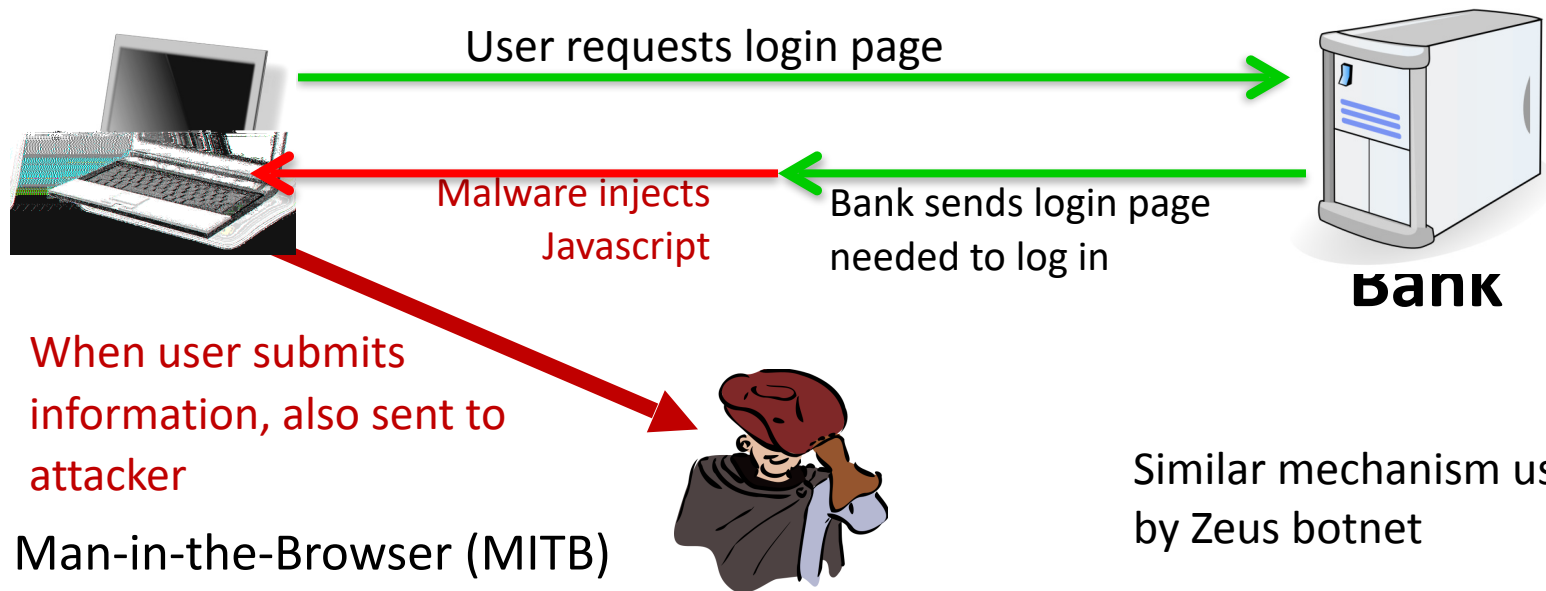 User requests login page
Malware injects
Javascript
Bank sends login page
needed to log in
Bank
When user submits
information, also sent to
attacker
Similar mechanism
by Zeus botnet
Man-in-the-Browser (MITB)